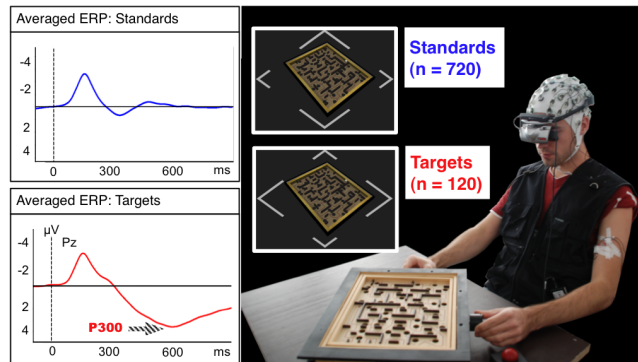 Averaged ERP: Standards
-4
-2
2
4
0
300
600
ms
Averaged ERP: Targets
µV
Pz
-4
-2
2
4
P300
0
300
600
ms
Standards
(n = 720)
Targets
(n = 120)